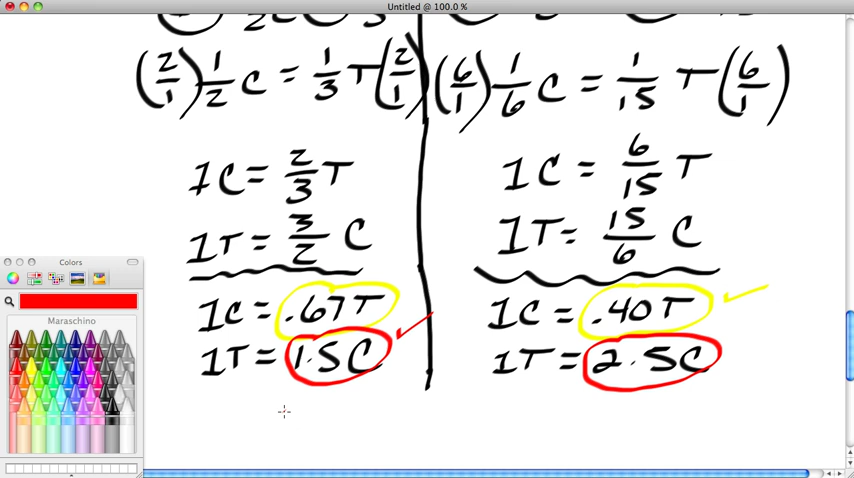 Untitled @ 100.0 %
(2/1) 1/2 C = 1/3 T (2/1)
1C = 2/3 T
1T = 3/2 C
1C = .67T
1T = 1.5C
(6/1) 1/6 C = 1/15 T (6/1)
1C = 6/15 T
1T = 15/6 C
1C = .40T
1T = 2.5C
Colors
Maraschino